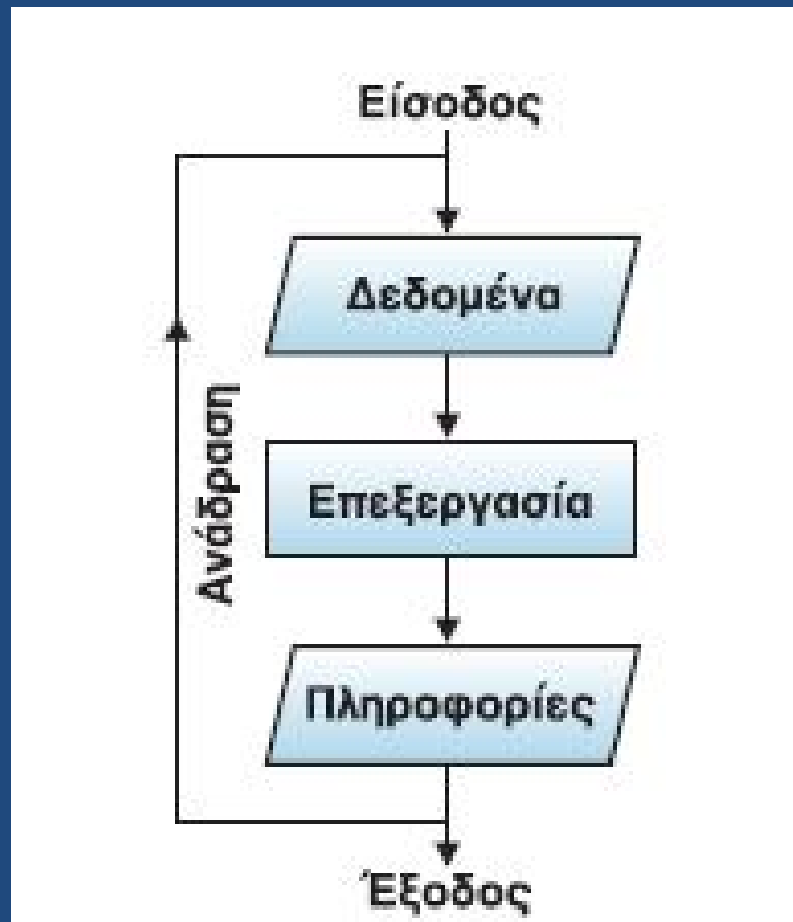 Είσοδος
Δεδομένα
Ανάδραση
Επεξεργασία
Πληροφορίες
Έξοδος